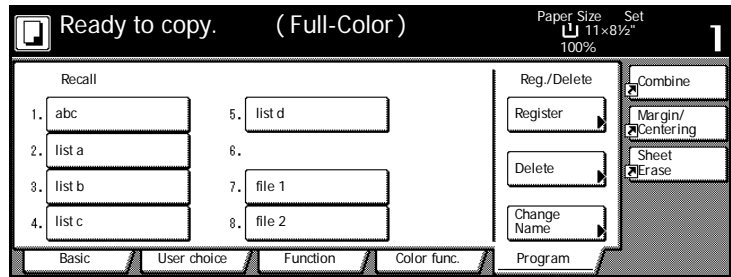 Ready to copy. (Full-Color)
Paper Size Set
11×8½"
100%
1
Recall
1. abc
2. list a
3. list b
4. list c
5. list d
6.
7. file 1
8. file 2
Reg./Delete
Register
Delete
Change
Name
Combine
Margin/
Centering
Sheet
Erase
Basic
User choice
Function
Color func.
Program